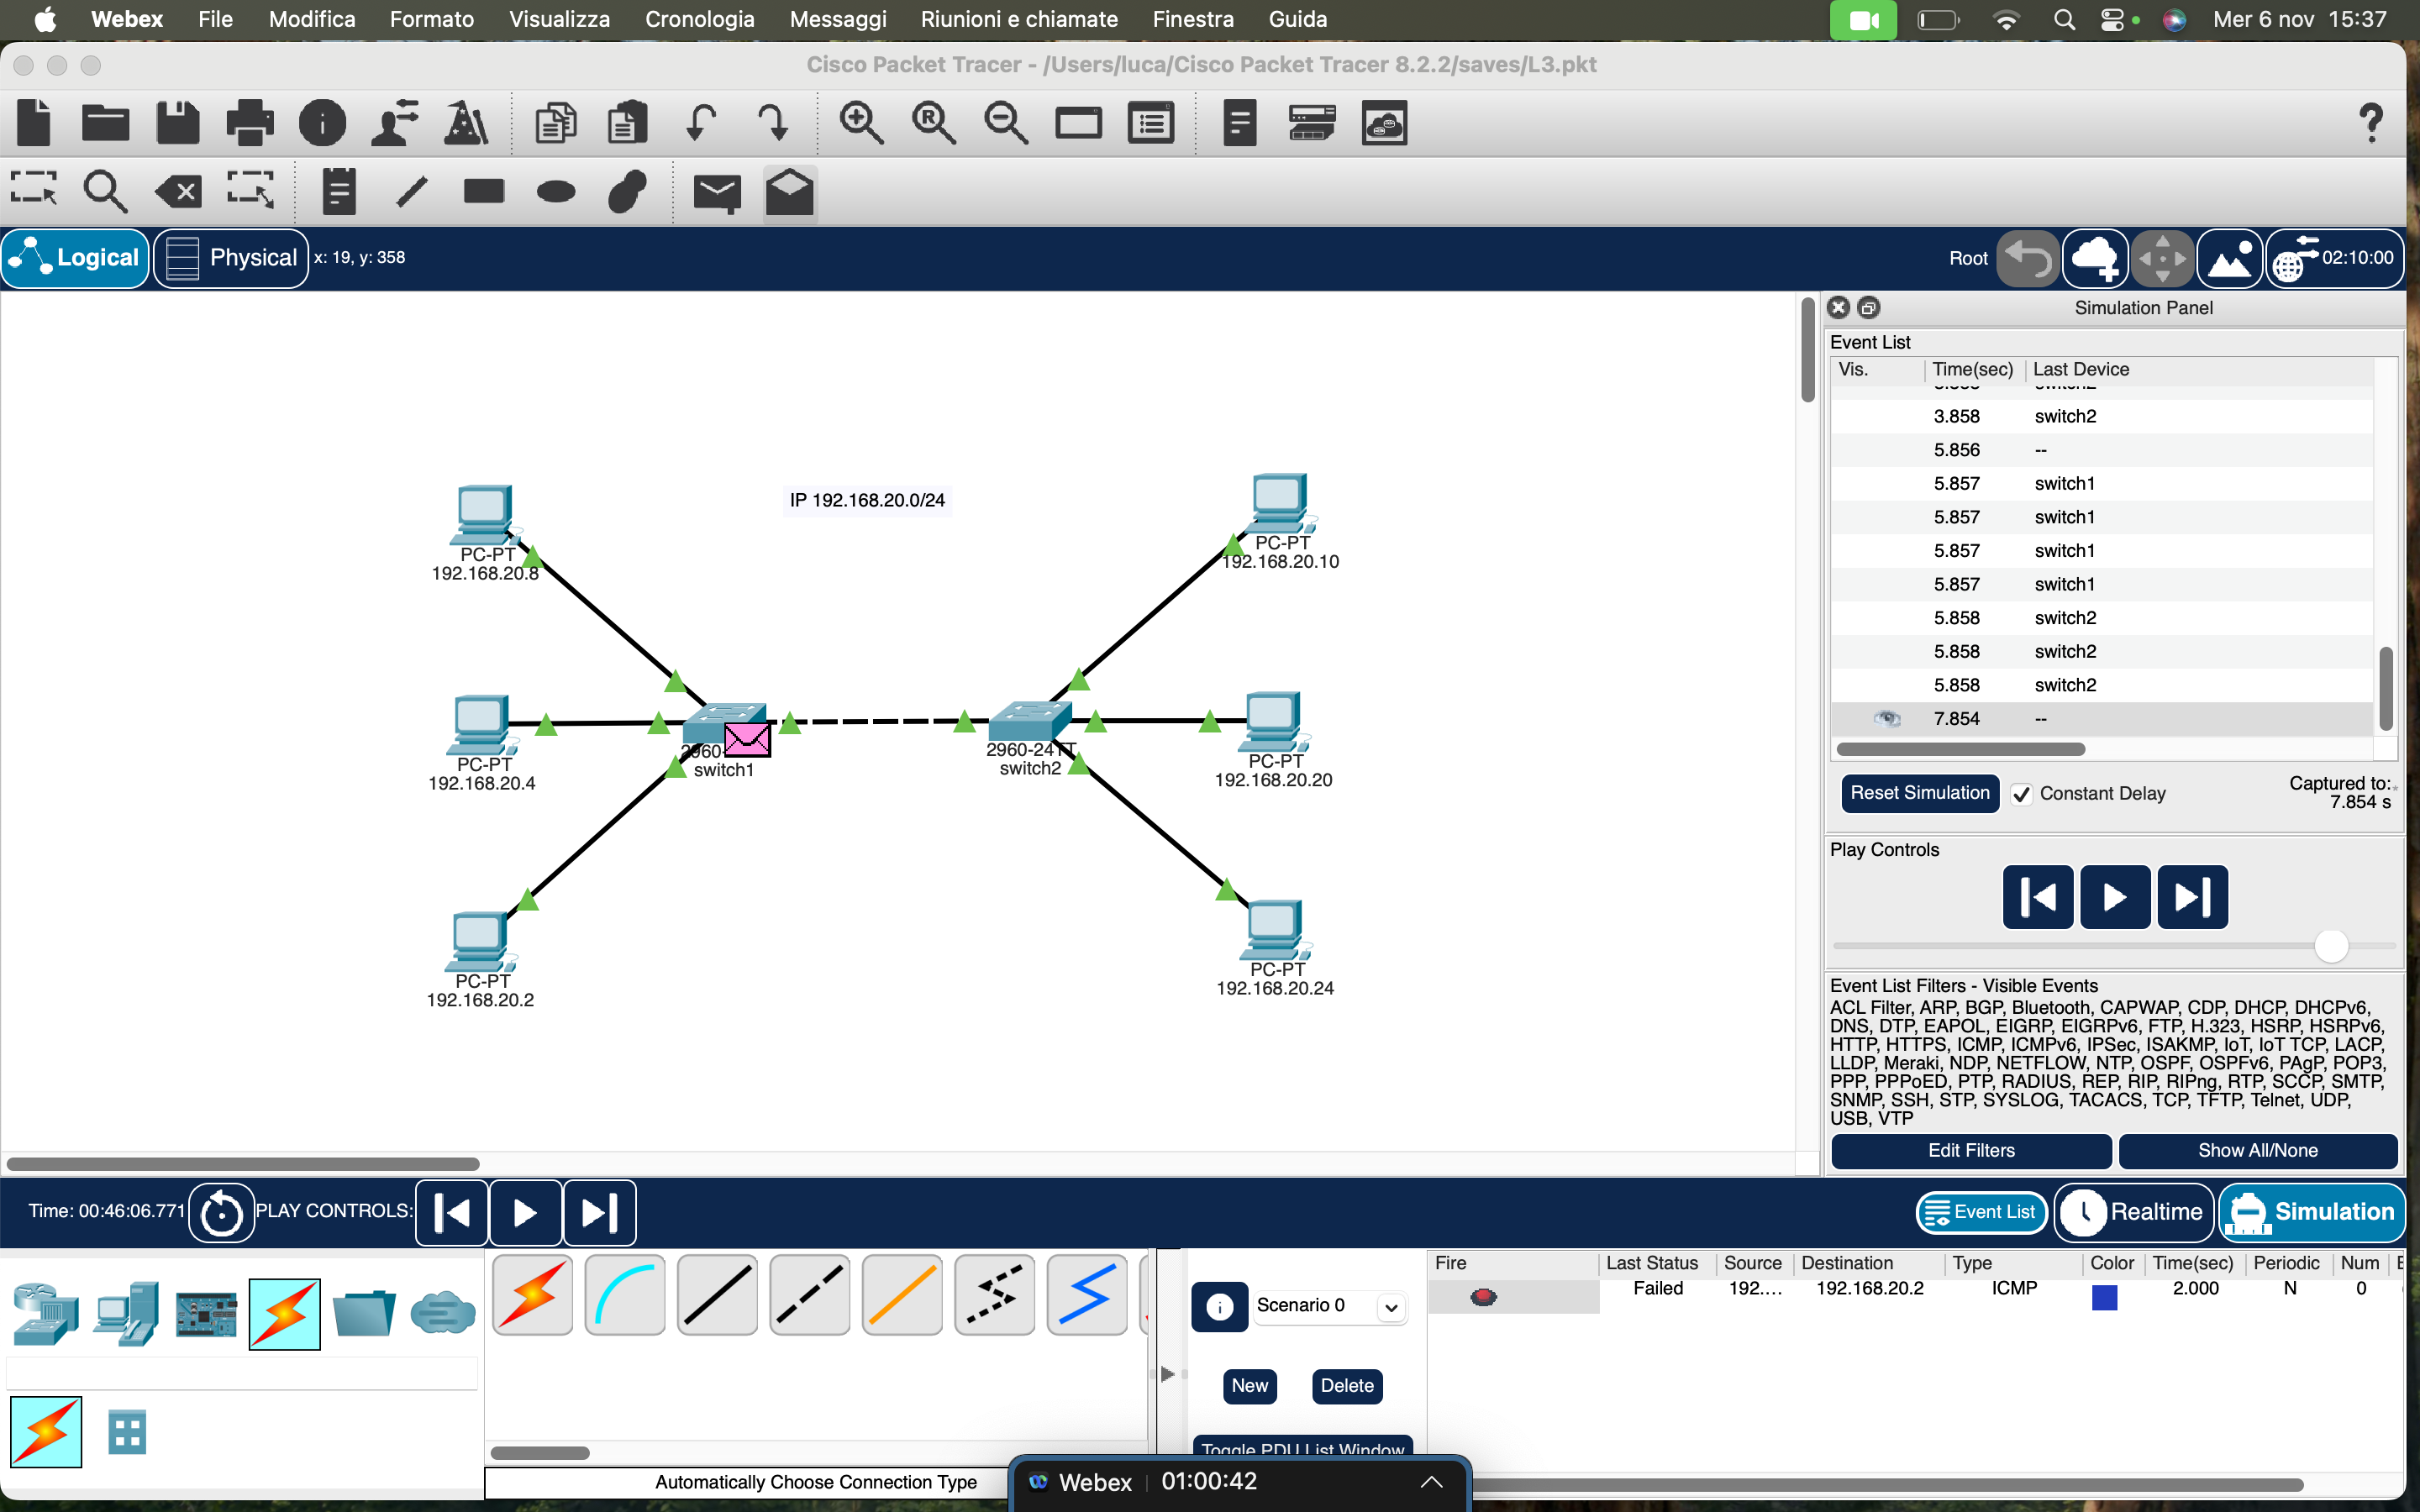 Webex File Modifica Formato Visualizza Cronologia Messaggi Riunioni e chiamate Finestra Guida Mer 6 nov 15:37
Cisco Packet Tracer - /Users/luca/Cisco Packet Tracer 8.2.2/saves/L3.pkt
Logical Physical x: 19, y: 358 Root 02:10:00
Simulation Panel
Event List
Vis. Time(sec) Last Device
3.858 switch2
5.856 --
5.857 switch1
5.857 switch1
5.857 switch1
5.857 switch1
5.858 switch2
5.858 switch2
5.858 switch2
7.854 --
Reset Simulation Constant Delay
Captured to:
7.854 s
Play Controls
Event List Filters - Visible Events
ACL Filter, ARP, BGP, Bluetooth, CAPWAP, CDP, DHCP, DHCPv6,
DNS, DTP, EAPOL, EIGRP, EIGRPv6, FTP, H.323, HSRP, HSRPv6,
HTTP, HTTPS, ICMP, ICMPv6, IPSec, ISAKMP, IoT, IoT TCP, LACP,
LLDP, Meraki, NDP, NETFLOW, NTP, OSPF, OSPFv6, PAgP, POP3,
PPP, PPPoED, PTP, RADIUS, REP, RIP, RIPng, RTP, SCCP, SMTP,
SNMP, SSH, STP, SYSLOG, TACACS, TCP, TFTP, Telnet, UDP,
USB, VTP
Edit Filters Show All/None
IP 192.168.20.0/24
PC-PT
192.168.20.8
PC-PT
192.168.20.10
PC-PT
192.168.20.4
2960-
switch1
2960-24TT
switch2
PC-PT
192.168.20.20
PC-PT
192.168.20.2
PC-PT
192.168.20.24
Time: 00:46:06.771 PLAY CONTROLS: Event List Realtime Simulation
Scenario 0
New Delete
Toggle PDU List Window
Fire Last Status Source Destination Type Color Time(sec) Periodic Num
Failed 192.... 192.168.20.2 ICMP 2.000 N 0
Automatically Choose Connection Type
Webex 01:00:42